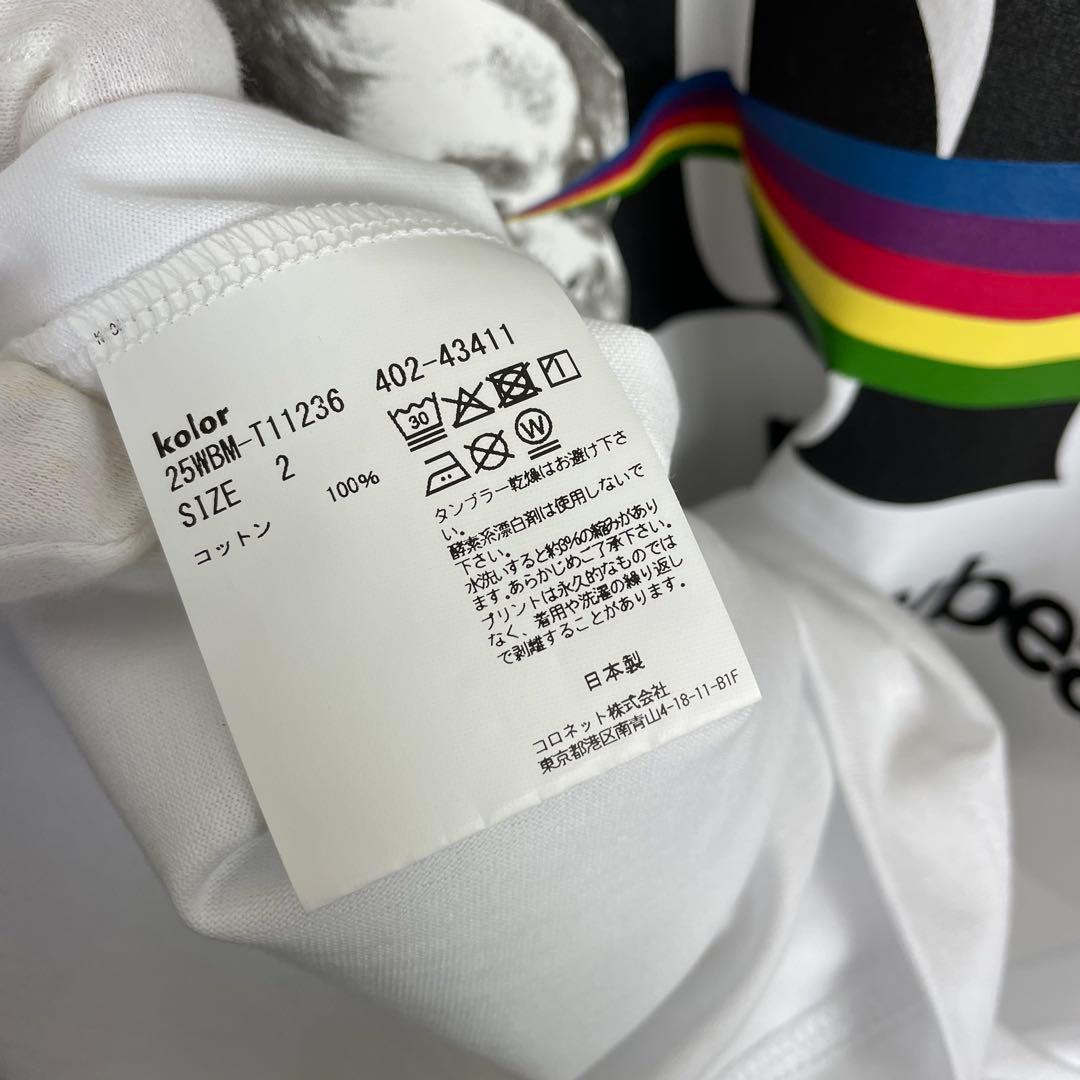 kolor
25WBM-T11236 402-43411
SIZE 2
コットン 100%
30
W
タンブラー乾燥はお避け下さ
い。
酵素系漂白剤は使用しないで
下さい。
水洗いすると約3%の縮みがあり
ます。あらかじめご了承下さい。
プリントは永久的なものでは
なく、着用や洗濯の繰り返し
で剥離することがあります。
日本製
コロネット株式会社
東京都港区南青山4-18-11-B1F